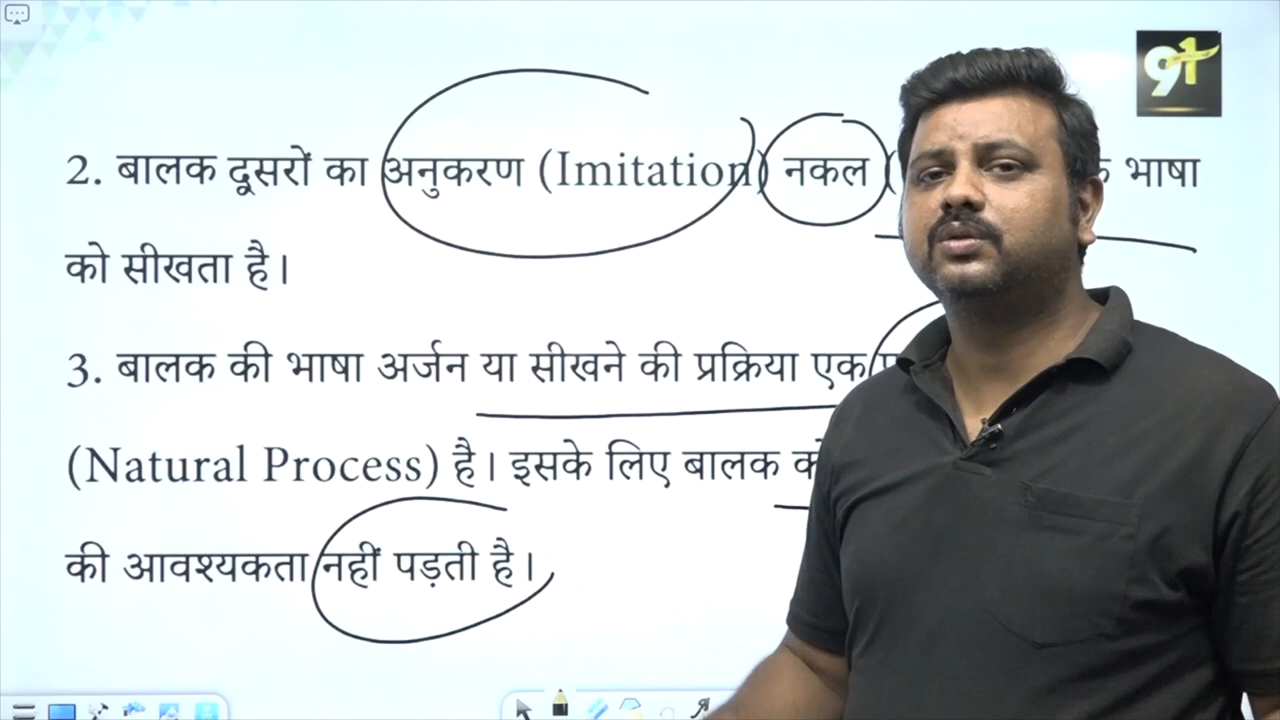 2. बालक दूसरों का अनुकरण (Imitation) नकल ( भाषा
को सीखता है।
3. बालक की भाषा अर्जन या सीखने की प्रक्रिया एक
(Natural Process) है। इसके लिए बालक
की आवश्यकता नहीं पड़ती है।
91